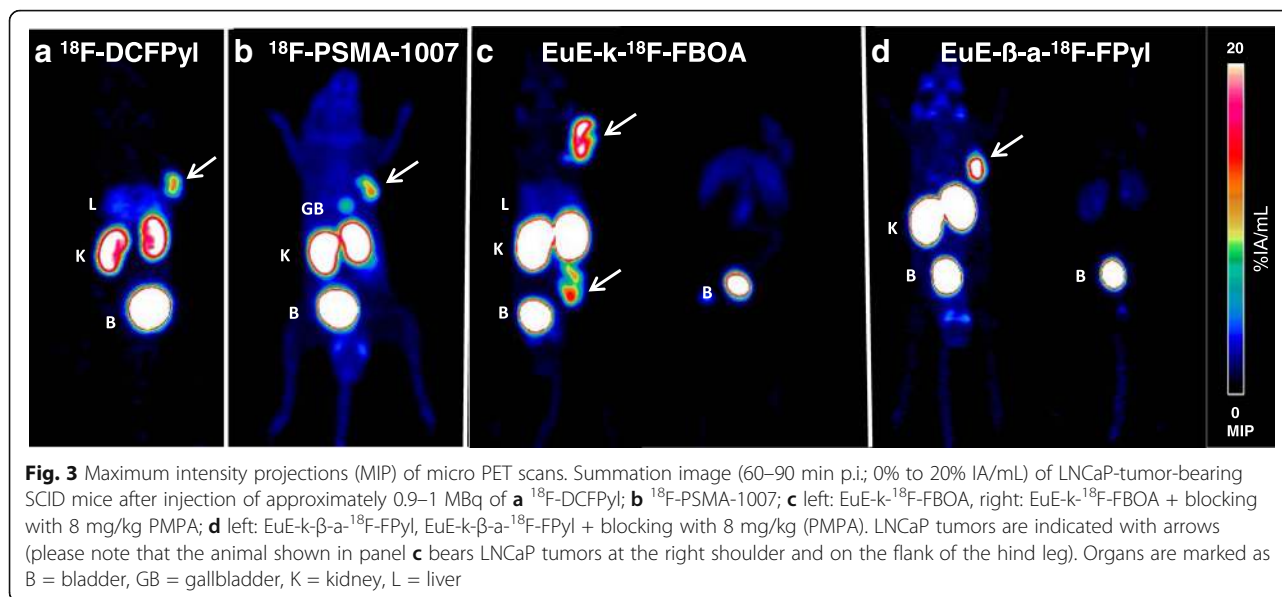 a ¹⁸F-DCFPyl
b ¹⁸F-PSMA-1007
c EuE-k-¹⁸F-FBOA
d EuE-ß-a-¹⁸F-FPyl
L
K
B
GB
K
B
L
K
B
B
K
B
B
20
%IA/mL
0
MIP
Fig. 3 Maximum intensity projections (MIP) of micro PET scans. Summation image (60–90 min p.i.; 0% to 20% IA/mL) of LNCaP-tumor-bearing
SCID mice after injection of approximately 0.9–1 MBq of a ¹⁸F-DCFPyl; b ¹⁸F-PSMA-1007; c left: EuE-k-¹⁸F-FBOA, right: EuE-k-¹⁸F-FBOA + blocking
with 8 mg/kg PMPA; d left: EuE-k-β-a-¹⁸F-FPyl, EuE-k-β-a-¹⁸F-FPyl + blocking with 8 mg/kg (PMPA). LNCaP tumors are indicated with arrows
(please note that the animal shown in panel c bears LNCaP tumors at the right shoulder and on the flank of the hind leg). Organs are marked as
B = bladder, GB = gallbladder, K = kidney, L = liver